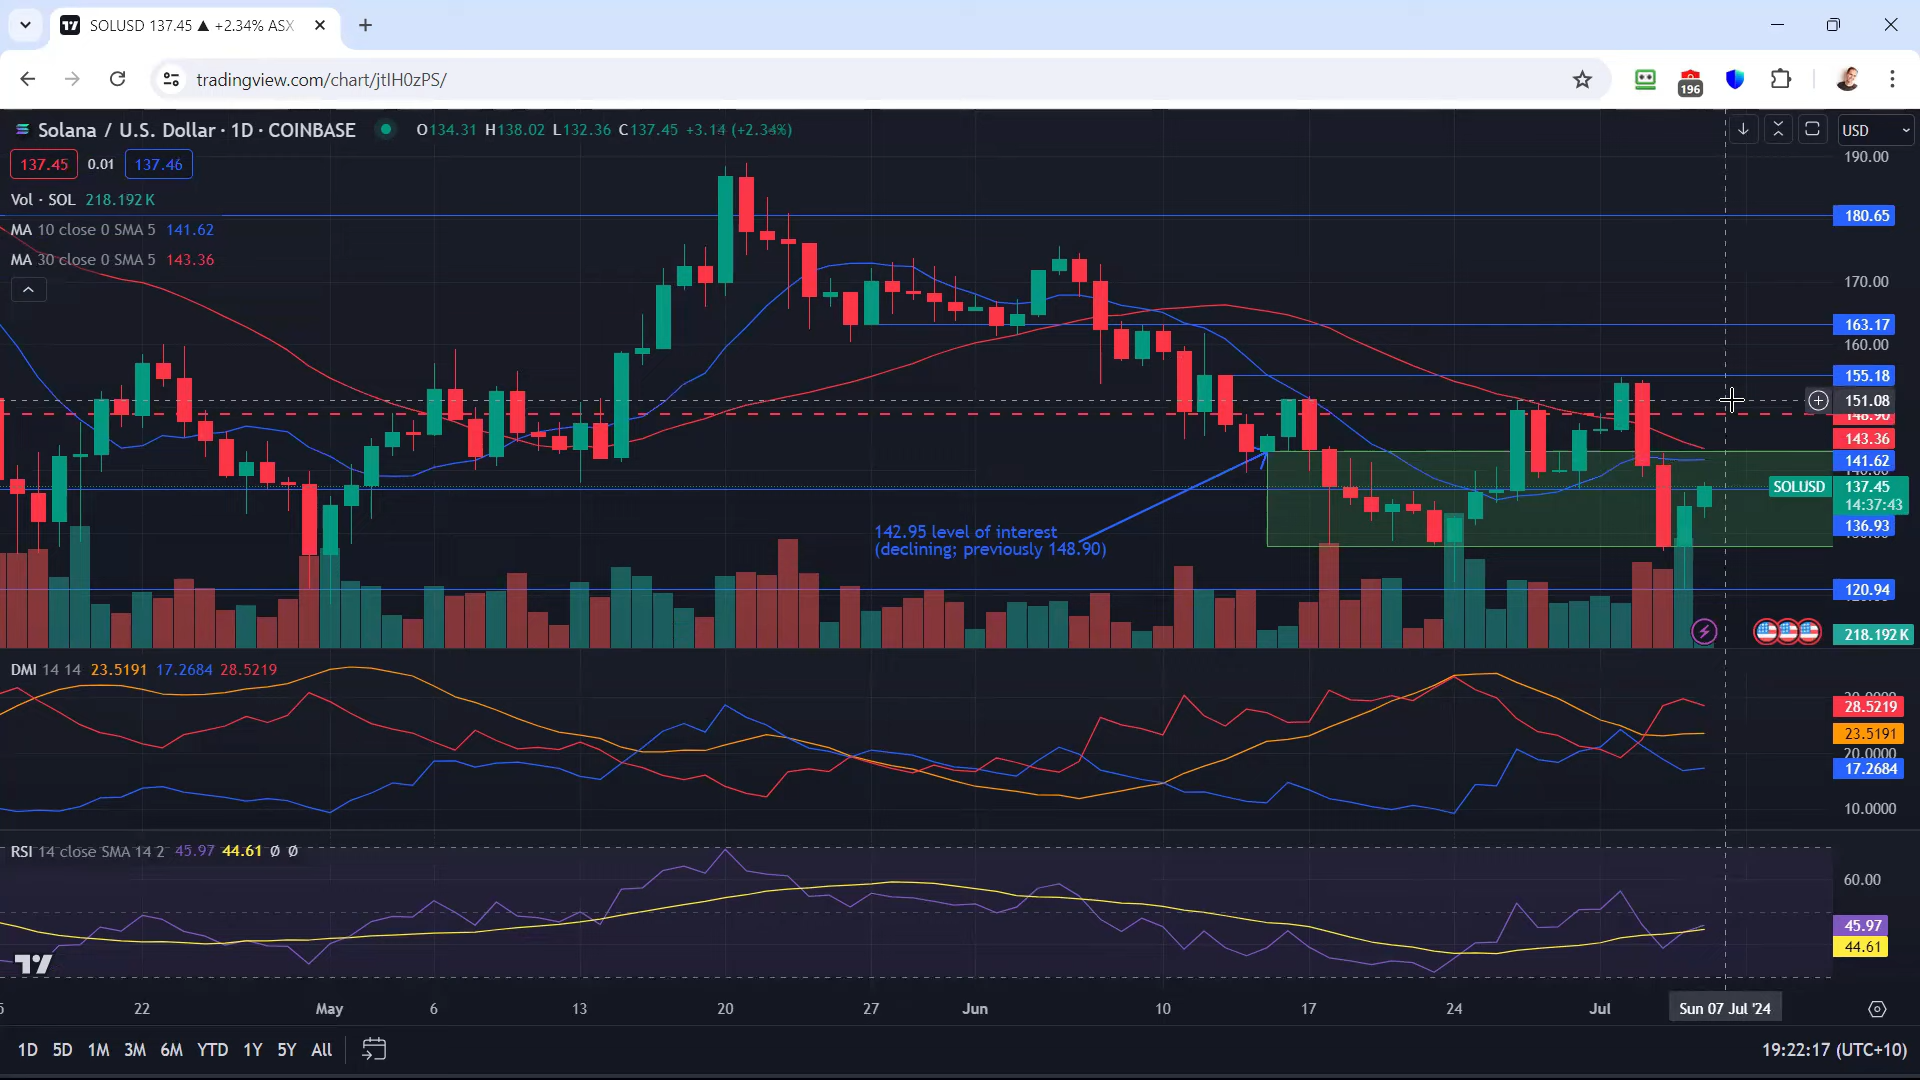 SOLUSD 137.45 ▲ +2.34% ASX
tradingview.com/chart/jtlH0zPS/
196
Solana / U.S. Dollar · 1D · COINBASE
O134.31 H138.02 L132.36 C137.45 +3.14 (+2.34%)
USD
137.45 0.01 137.46
Vol · SOL 218.192 K
MA 10 close 0 SMA 5 141.62
MA 30 close 0 SMA 5 143.36
190.00
180.65
170.00
163.17
160.00
155.18
151.08
148.90
143.36
141.62
SOLUSD 137.45
14:37:43
136.93
120.94
218.192 K
142.95 level of interest
(declining; previously 148.90)
DMI 14 14 23.5191 17.2684 28.5219
28.5219
23.5191
20.0000
17.2684
10.0000
RSI 14 close SMA 14 2 45.97 44.61 Ø Ø
60.00
45.97
44.61
22 May 6 13 20 27 Jun 10 17 24 Jul Sun 07 Jul '24
1D 5D 1M 3M 6M YTD 1Y 5Y All
19:22:17 (UTC+10)